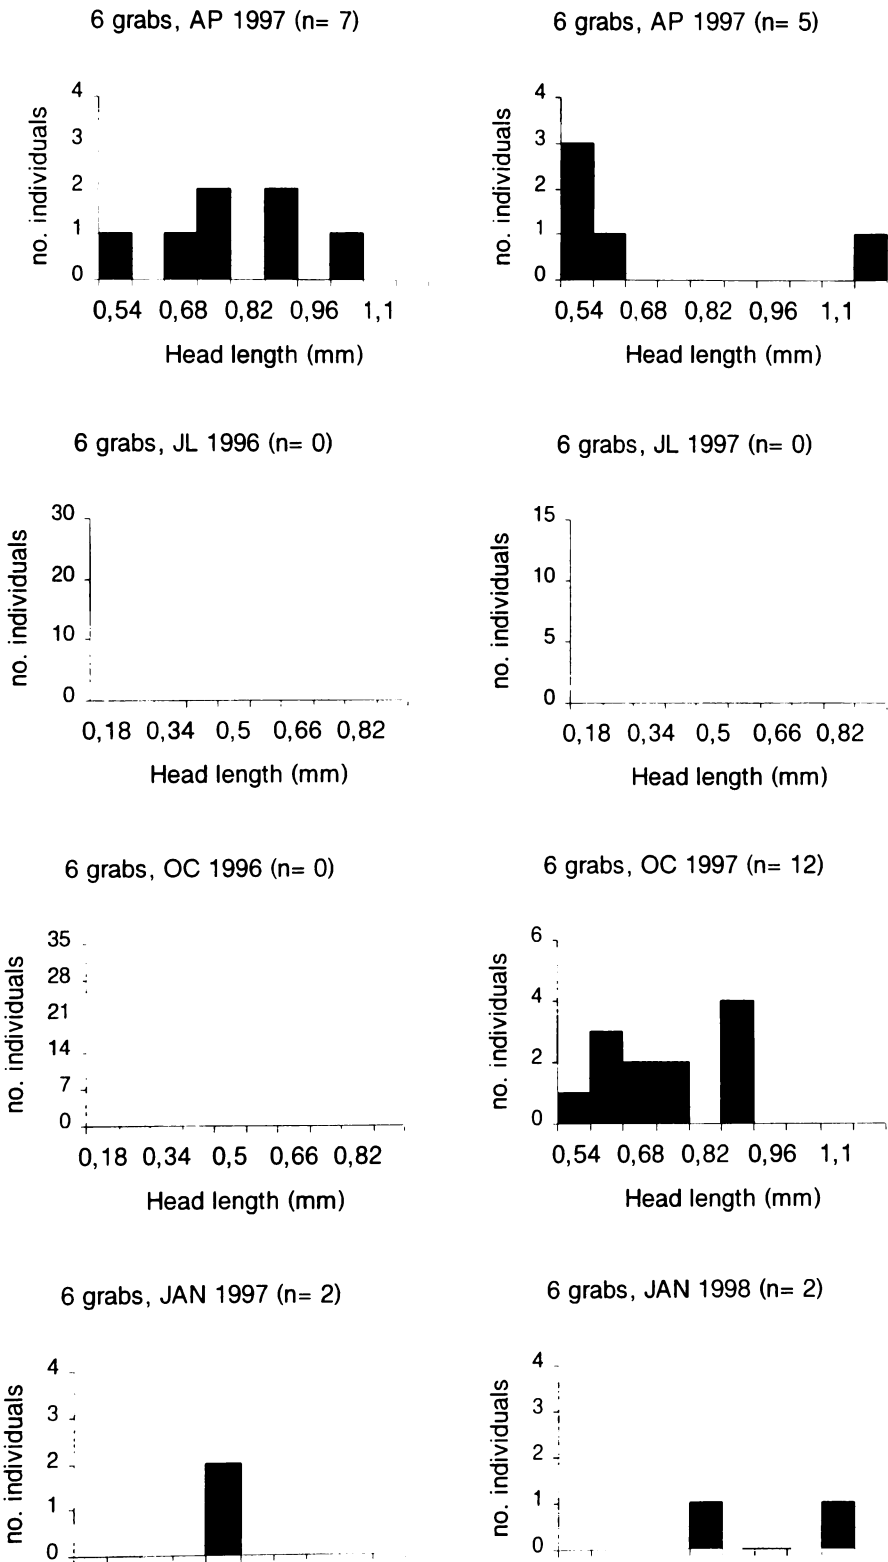 6 grabs, AP 1997 (n= 7)
4
3
2
1
0
no. individuals
0,54 0,68 0,82 0,96 1,1
Head length (mm)
6 grabs, AP 1997 (n= 5)
4
3
2
1
0
no. individuals
0,54 0,68 0,82 0,96 1,1
Head length (mm)
6 grabs, JL 1996 (n= 0)
30
20
10
0
no. individuals
0,18 0,34 0,5 0,66 0,82
Head length (mm)
6 grabs, JL 1997 (n= 0)
15
10
5
0
no. individuals
0,18 0,34 0,5 0,66 0,82
Head length (mm)
6 grabs, OC 1996 (n= 0)
35
28
21
14
7
0
no. individuals
0,18 0,34 0,5 0,66 0,82
Head length (mm)
6 grabs, OC 1997 (n= 12)
6
4
2
0
no. individuals
0,54 0,68 0,82 0,96 1,1
Head length (mm)
6 grabs, JAN 1997 (n= 2)
4
3
2
1
0
no. individuals
6 grabs, JAN 1998 (n= 2)
4
3
2
1
0
no. individuals